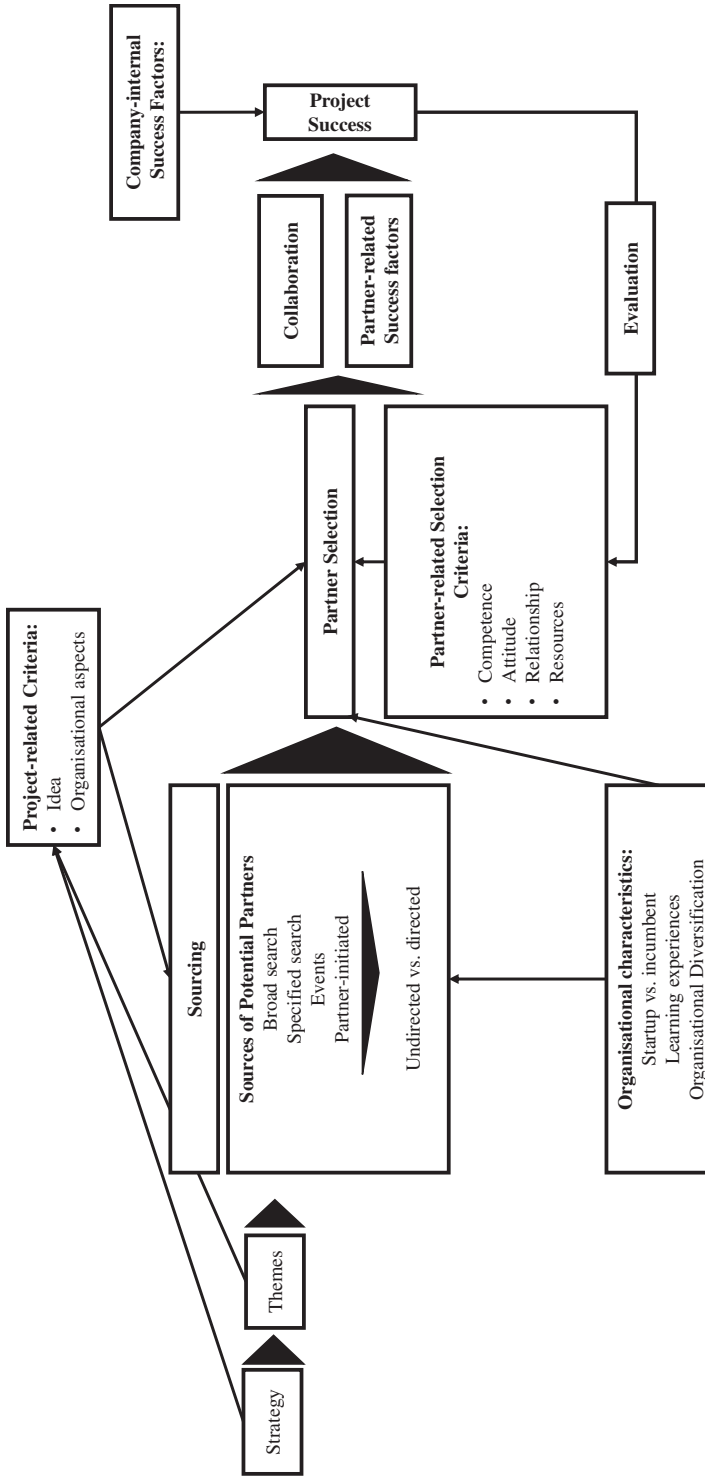 Strategy
Themes
Project-related Criteria:
• Idea
• Organisational aspects
Sourcing
Sources of Potential Partners
Broad search
Specified search
Events
Partner-initiated
Undirected vs. directed
Organisational characteristics:
Startup vs. incumbent
Learning experiences
Organisational Diversification
Partner Selection
Partner-related Selection
Criteria:
• Competence
• Attitude
• Relationship
• Resources
Collaboration
Partner-related
Success factors
Company-internal
Success Factors:
Project
Success
Evaluation